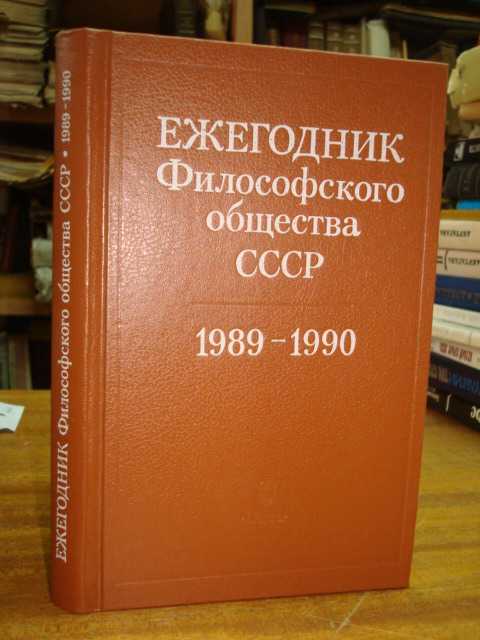 ЕЖЕГОДНИК
Философского
общества
СССР
1989-1990
ЕЖЕГОДНИК Философского общества СССР • 1989-1990